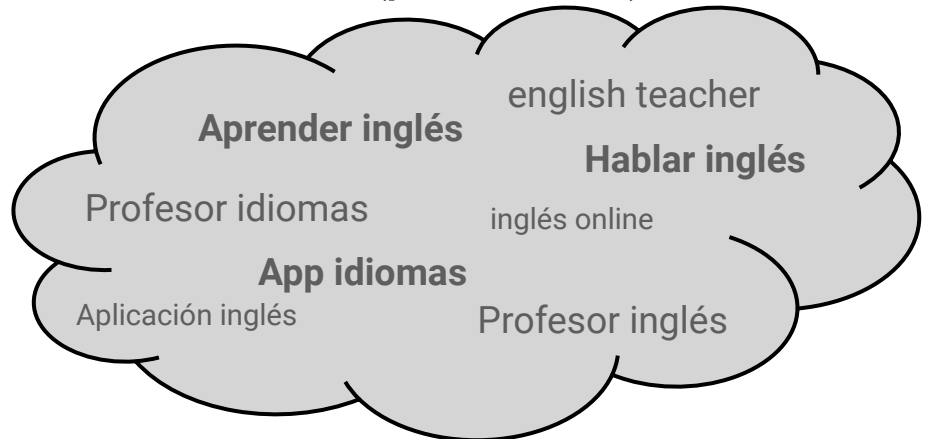 english teacher
Aprender inglés
Hablar inglés
Profesor idiomas
inglés online
App idiomas
Aplicación inglés
Profesor inglés